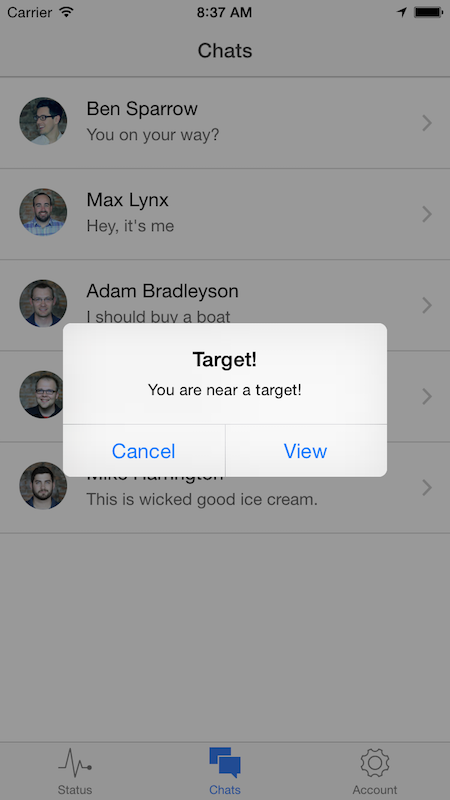 Carrier 8:37 AM
Chats
Ben Sparrow
You on your way?
Max Lynx
Hey, it's me
Adam Bradleyson
I should buy a boat
Target!
You are near a target!
Cancel View
Mike Harrington
This is wicked good ice cream.
Status Chats Account